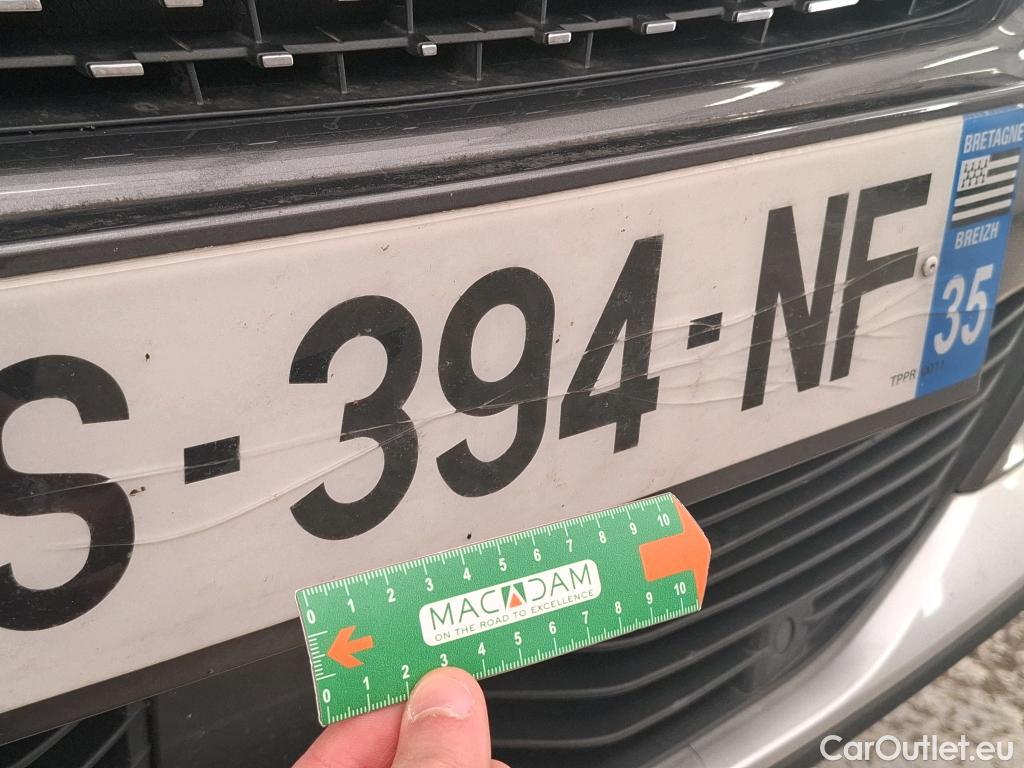 S-394-NF
BRETAGNE
BREIZH
35
TPPR 0011
0 1 2 3 4 5 6 7 8 9 10
MACADAM
ON THE ROAD TO EXCELLENCE
0 1 2 3 4 5 6 7 8 9 10
CarOutlet.eu